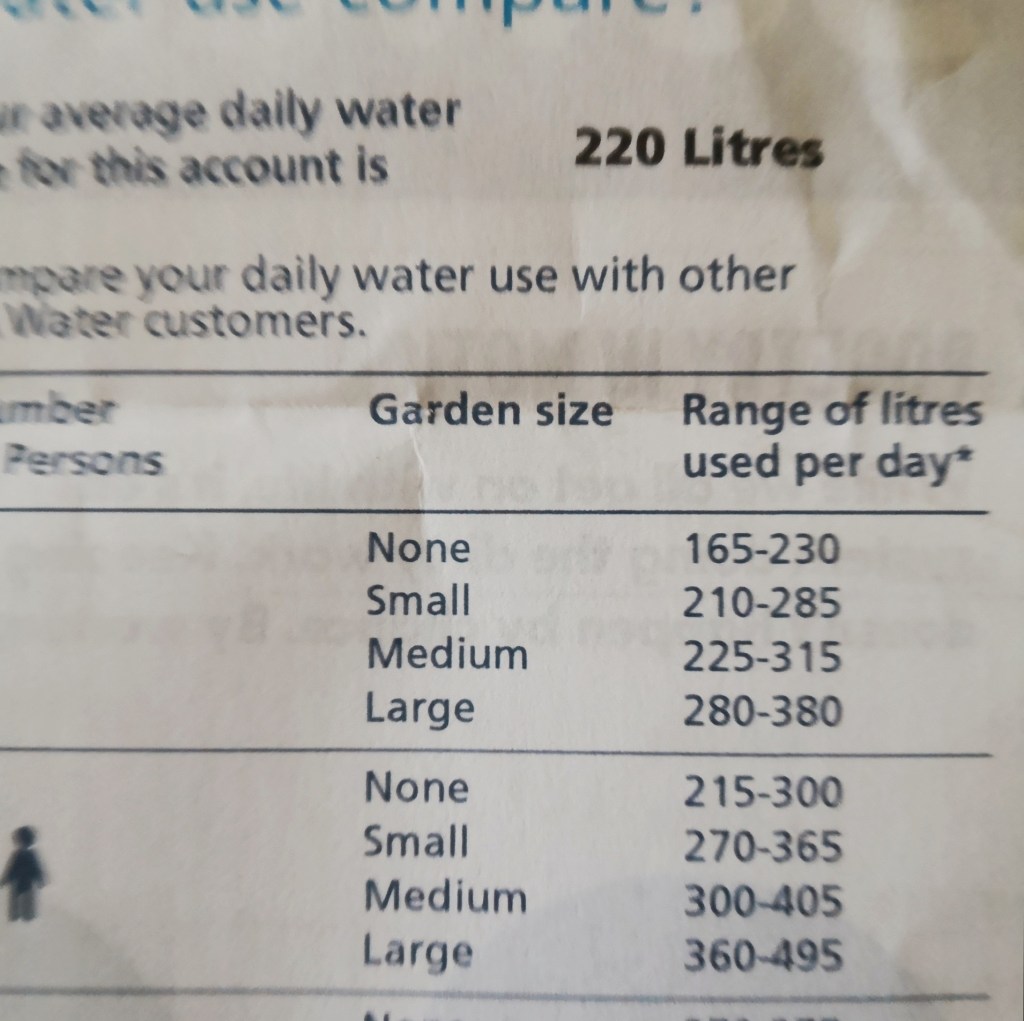 use compare?
average daily water
for this account is
220 Litres
your daily water use with other
Water customers.
Garden size
Range of litres
Persons
used per day*
None 165-230
Small 210-285
Medium 225-315
Large 280-380
None 215-300
Small 270-365
Medium 300-405
Large 360-495